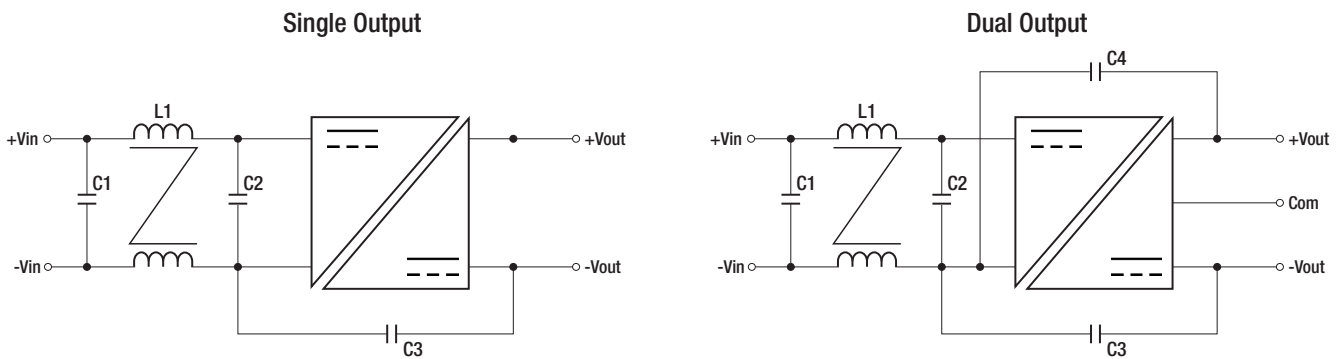 Single Output
L1
+Vin
+Vout
C1
C2
-Vin
-Vout
C3
Dual Output
C4
L1
+Vin
+Vout
C1
C2
Com
-Vin
-Vout
C3